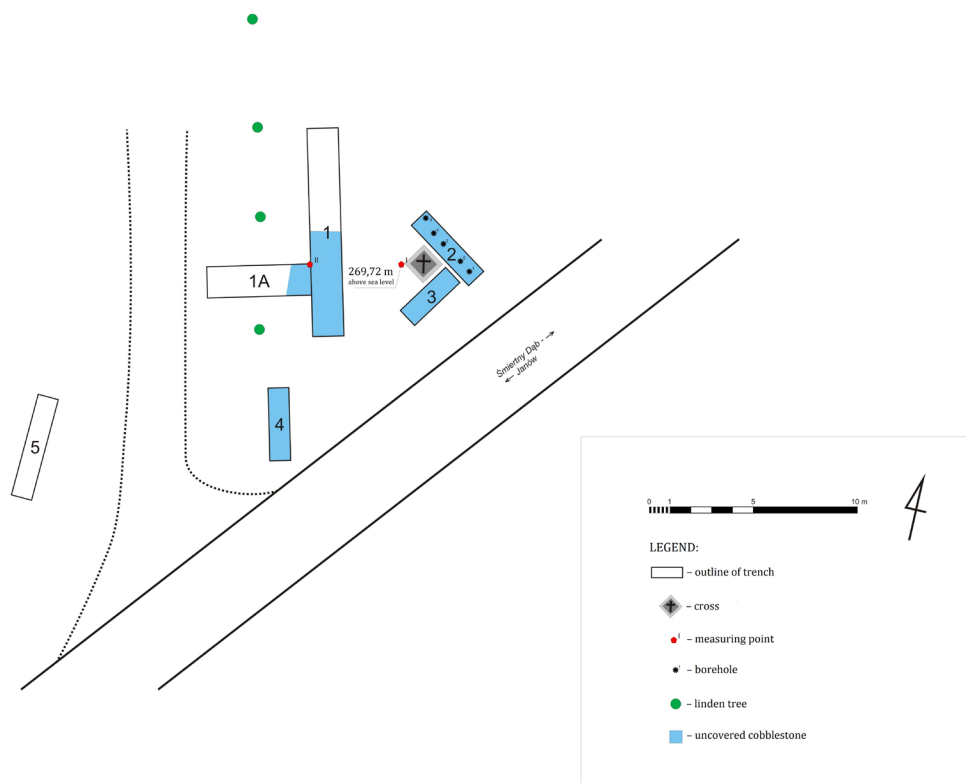 1
II
1A
269,72 m
above sea level
I
2
3
Śmiertny Dąb - →
← Janów
4
5
0 1 5 10 m
LEGEND:
– outline of trench
– cross
– measuring point
– borehole
– linden tree
– uncovered cobblestone